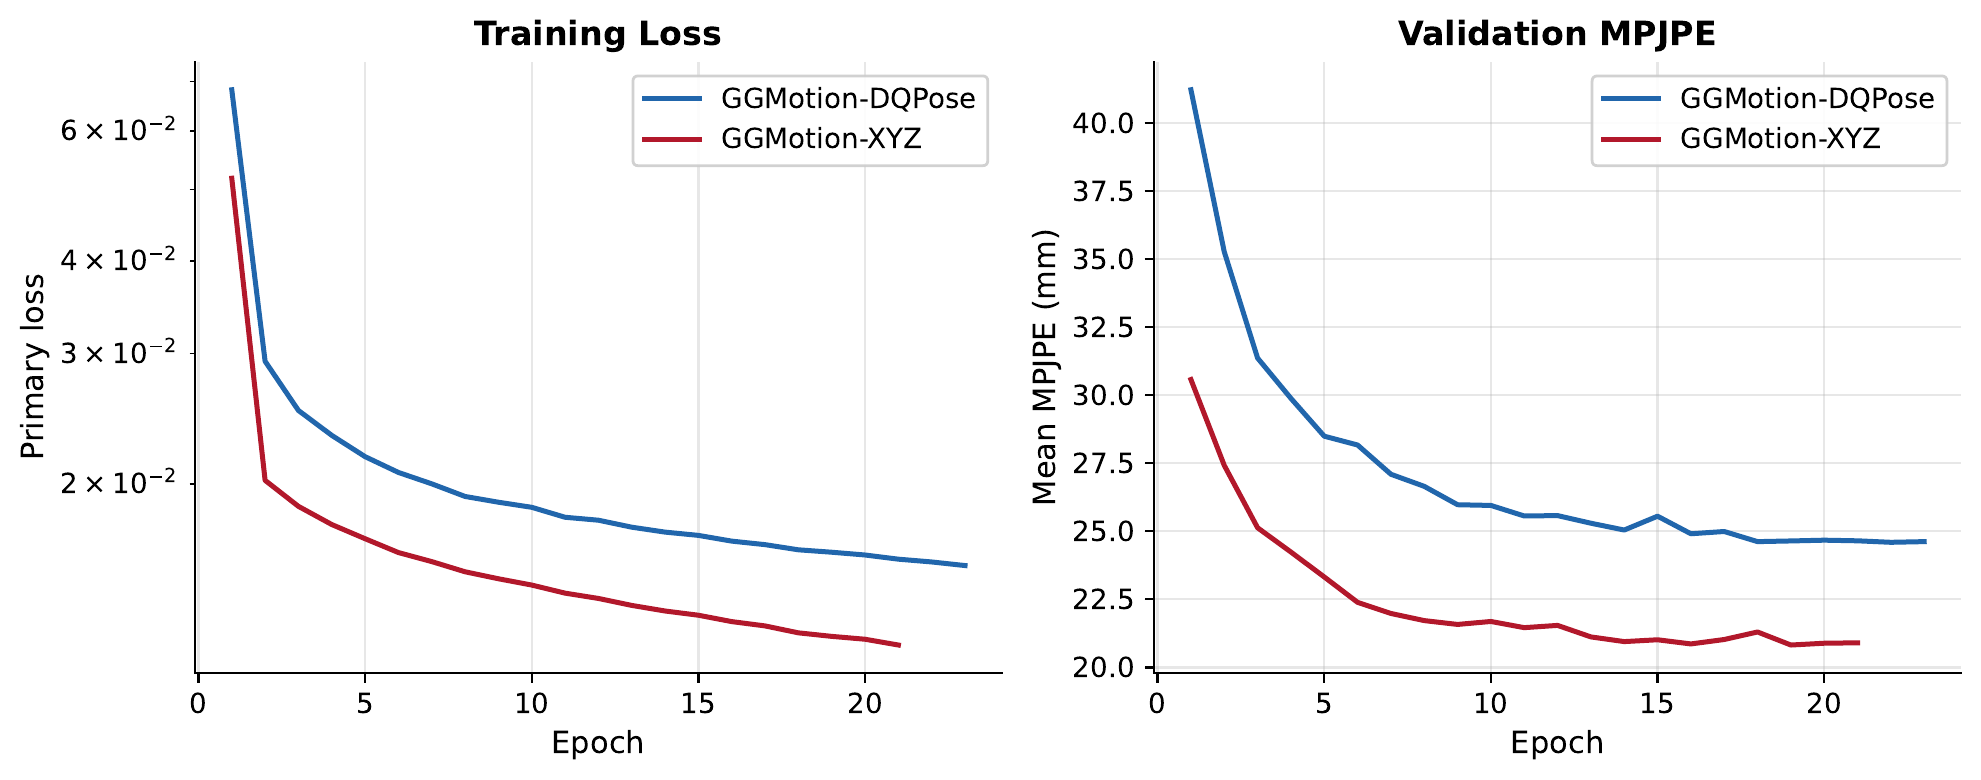 Training Loss
GGMotion-DQPose
GGMotion-XYZ
6 × 10⁻²
4 × 10⁻²
3 × 10⁻²
2 × 10⁻²
Primary loss
0 5 10 15 20
Epoch
Validation MPJPE
GGMotion-DQPose
GGMotion-XYZ
40.0
37.5
35.0
32.5
30.0
27.5
25.0
22.5
20.0
Mean MPJPE (mm)
0 5 10 15 20
Epoch